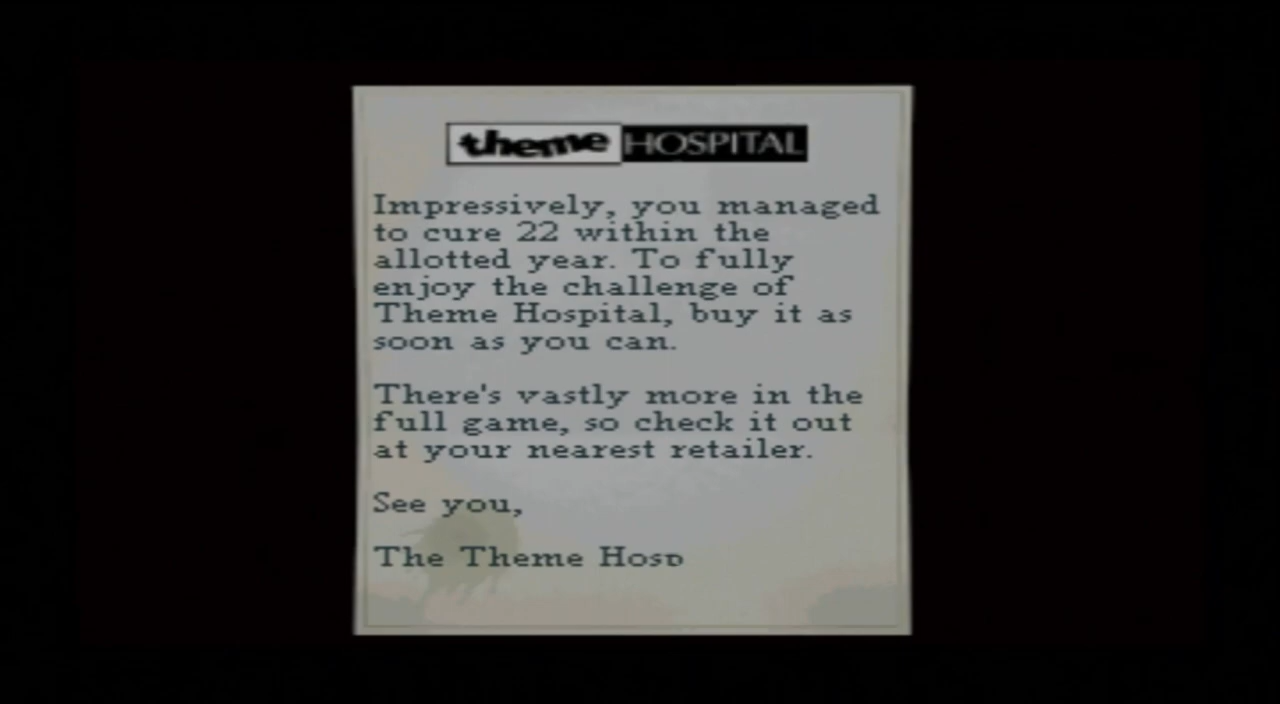 theme HOSPITAL
Impressively, you managed
to cure 22 within the
allotted year. To fully
enjoy the challenge of
Theme Hospital, buy it as
soon as you can.
There's vastly more in the
full game, so check it out
at your nearest retailer.
See you,
The Theme Hosp